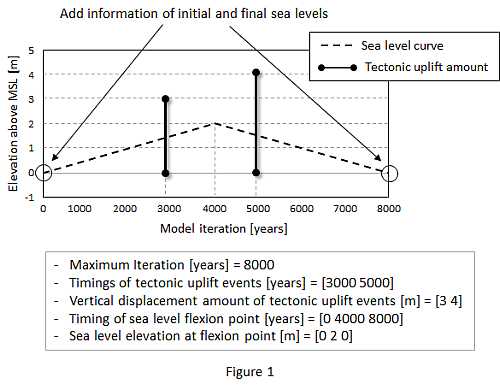 Add information of initial and final sea levels
Sea level curve
Tectonic uplift amount
Elevation above MSL [m]
5
4
3
2
1
0
-1
0 1000 2000 3000 4000 5000 6000 7000 8000
Model iteration [years]
- Maximum Iteration [years] = 8000
- Timings of tectonic uplift events [years] = [3000 5000]
- Vertical displacement amount of tectonic uplift events [m] = [3 4]
- Timing of sea level flexion point [years] = [0 4000 8000]
- Sea level elevation at flexion point [m] = [0 2 0]
Figure 1